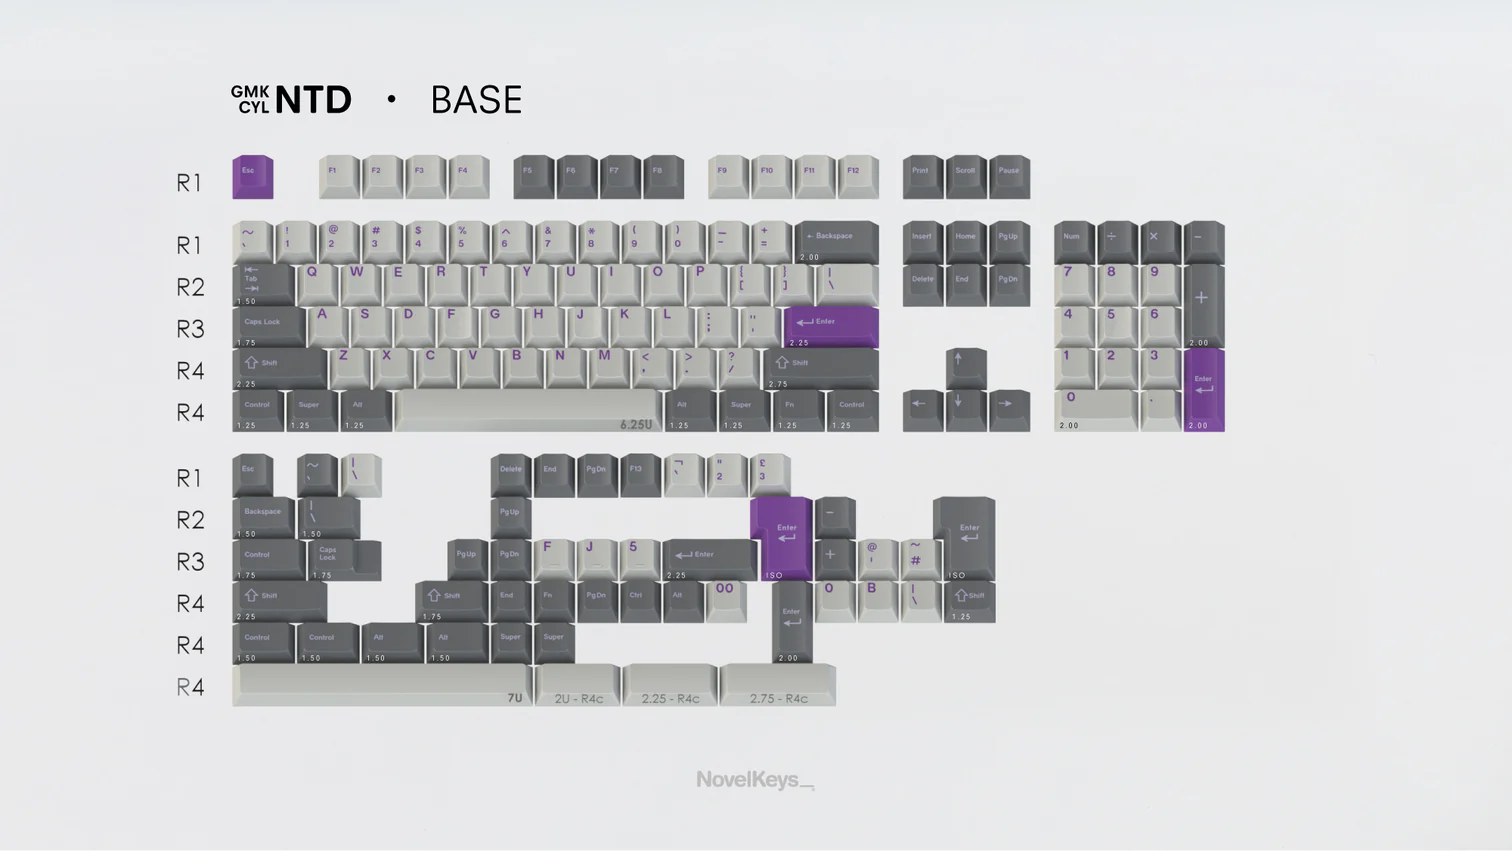 GMK CYL NTD • BASE
R1 Esc F1 F2 F3 F4 F5 F6 F7 F8 F9 F10 F11 F12 Print Scroll Pause
R1 ~ ` ! 1 @ 2 # 3 $ 4 % 5 ^ 6 & 7 * 8 ( 9 ) 0 _ - + = ← Backspace 2.00 Insert Home PgUp Num ÷ × −
R2 Tab 1.50 Q W E R T Y U I O P { [ } ] | \ Delete End PgDn 7 8 9 + 2.00
R3 Caps Lock 1.75 A S D F G H J K L : ; " ' Enter 2.25 4 5 6
R4 Shift 2.25 Z X C V B N M < , > . ? / Shift 2.75 ↑ 1 2 3 Enter 2.00
R4 Control 1.25 Super 1.25 Alt 1.25 6.25U Alt 1.25 Super 1.25 Fn 1.25 Control 1.25 ← ↓ → 0 2.00 .
R1 Esc ~ ` | \ Delete End PgDn F13 ¬ ` " 2 £ 3
R2 Backspace 1.50 | \ 1.50 PgUp Enter ISO − Enter ISO
R3 Control 1.75 Caps Lock 1.75 PgUp PgDn F J 5 Enter 2.25 + @ ' ~ #
R4 Shift 2.25 Shift 1.75 End Fn PgDn Ctrl Alt 00 Enter 2.00 0 B | \ Shift 1.25
R4 Control 1.50 Control 1.50 Alt 1.50 Alt 1.50 Super Super
R4 7U 2U - R4c 2.25 - R4c 2.75 - R4c
NovelKeys_